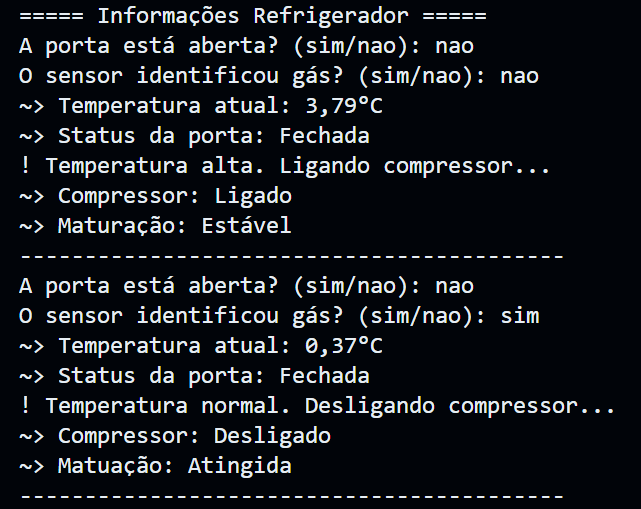 ===== Informações Refrigerador =====
A porta está aberta? (sim/nao): nao
O sensor identificou gás? (sim/nao): nao
~> Temperatura atual: 3,79°C
~> Status da porta: Fechada
! Temperatura alta. Ligando compressor...
~> Compressor: Ligado
~> Maturação: Estável
------------------------------------------
A porta está aberta? (sim/nao): nao
O sensor identificou gás? (sim/nao): sim
~> Temperatura atual: 0,37°C
~> Status da porta: Fechada
! Temperatura normal. Desligando compressor...
~> Compressor: Desligado
~> Matuação: Atingida
------------------------------------------